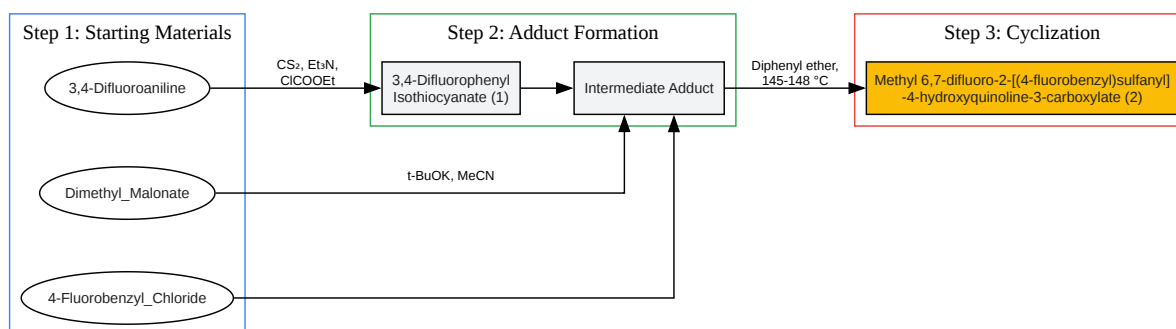 Step 1: Starting Materials
Step 2: Adduct Formation
Step 3: Cyclization
3,4-Difluoroaniline
CS₂, Et₃N,
ClCOOEt
3,4-Difluorophenyl
Isothiocyanate (1)
Intermediate Adduct
Diphenyl ether,
145-148 °C
Methyl 6,7-difluoro-2-[(4-fluorobenzyl)sulfanyl]
-4-hydroxyquinoline-3-carboxylate (2)
Dimethyl_Malonate
t-BuOK, MeCN
4-Fluorobenzyl_Chloride